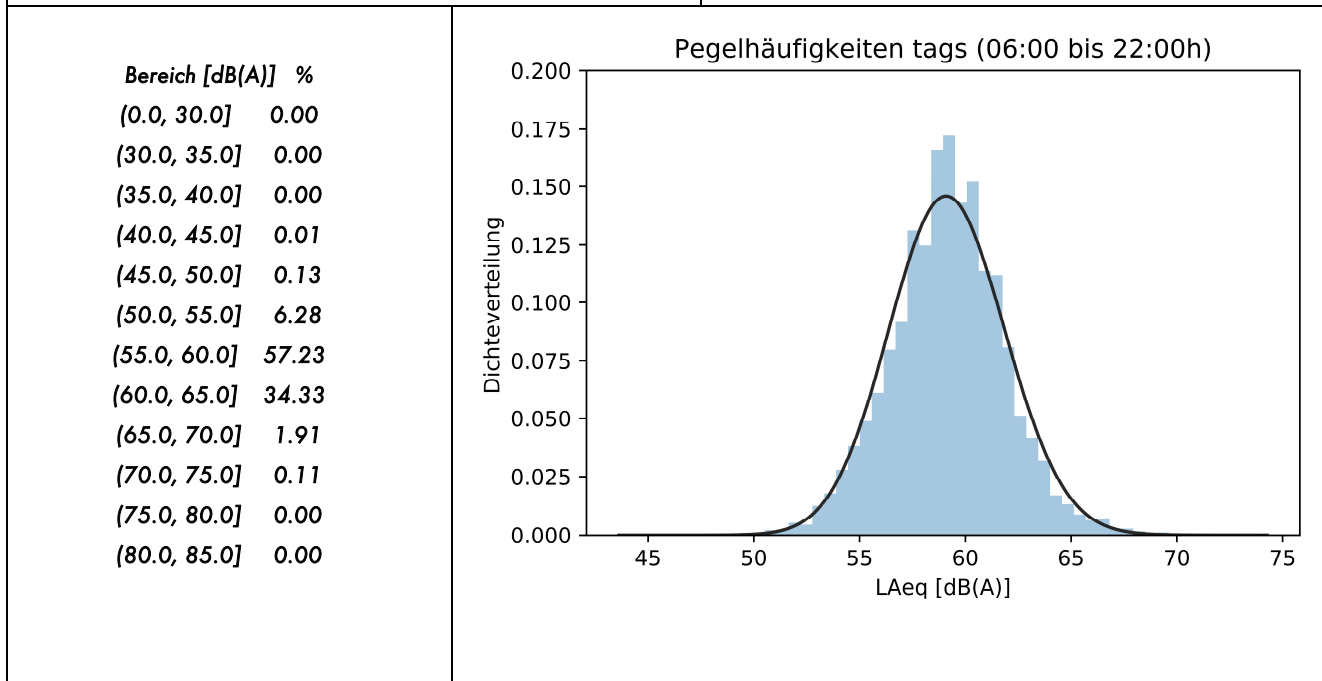 Bereich [dB(A)] %
(0.0, 30.0] 0.00
(30.0, 35.0] 0.00
(35.0, 40.0] 0.00
(40.0, 45.0] 0.01
(45.0, 50.0] 0.13
(50.0, 55.0] 6.28
(55.0, 60.0] 57.23
(60.0, 65.0] 34.33
(65.0, 70.0] 1.91
(70.0, 75.0] 0.11
(75.0, 80.0] 0.00
(80.0, 85.0] 0.00
Pegelhäufigkeiten tags (06:00 bis 22:00h)
Dichteverteilung
0.200
0.175
0.150
0.125
0.100
0.075
0.050
0.025
0.000
45 50 55 60 65 70 75
LAeq [dB(A)]